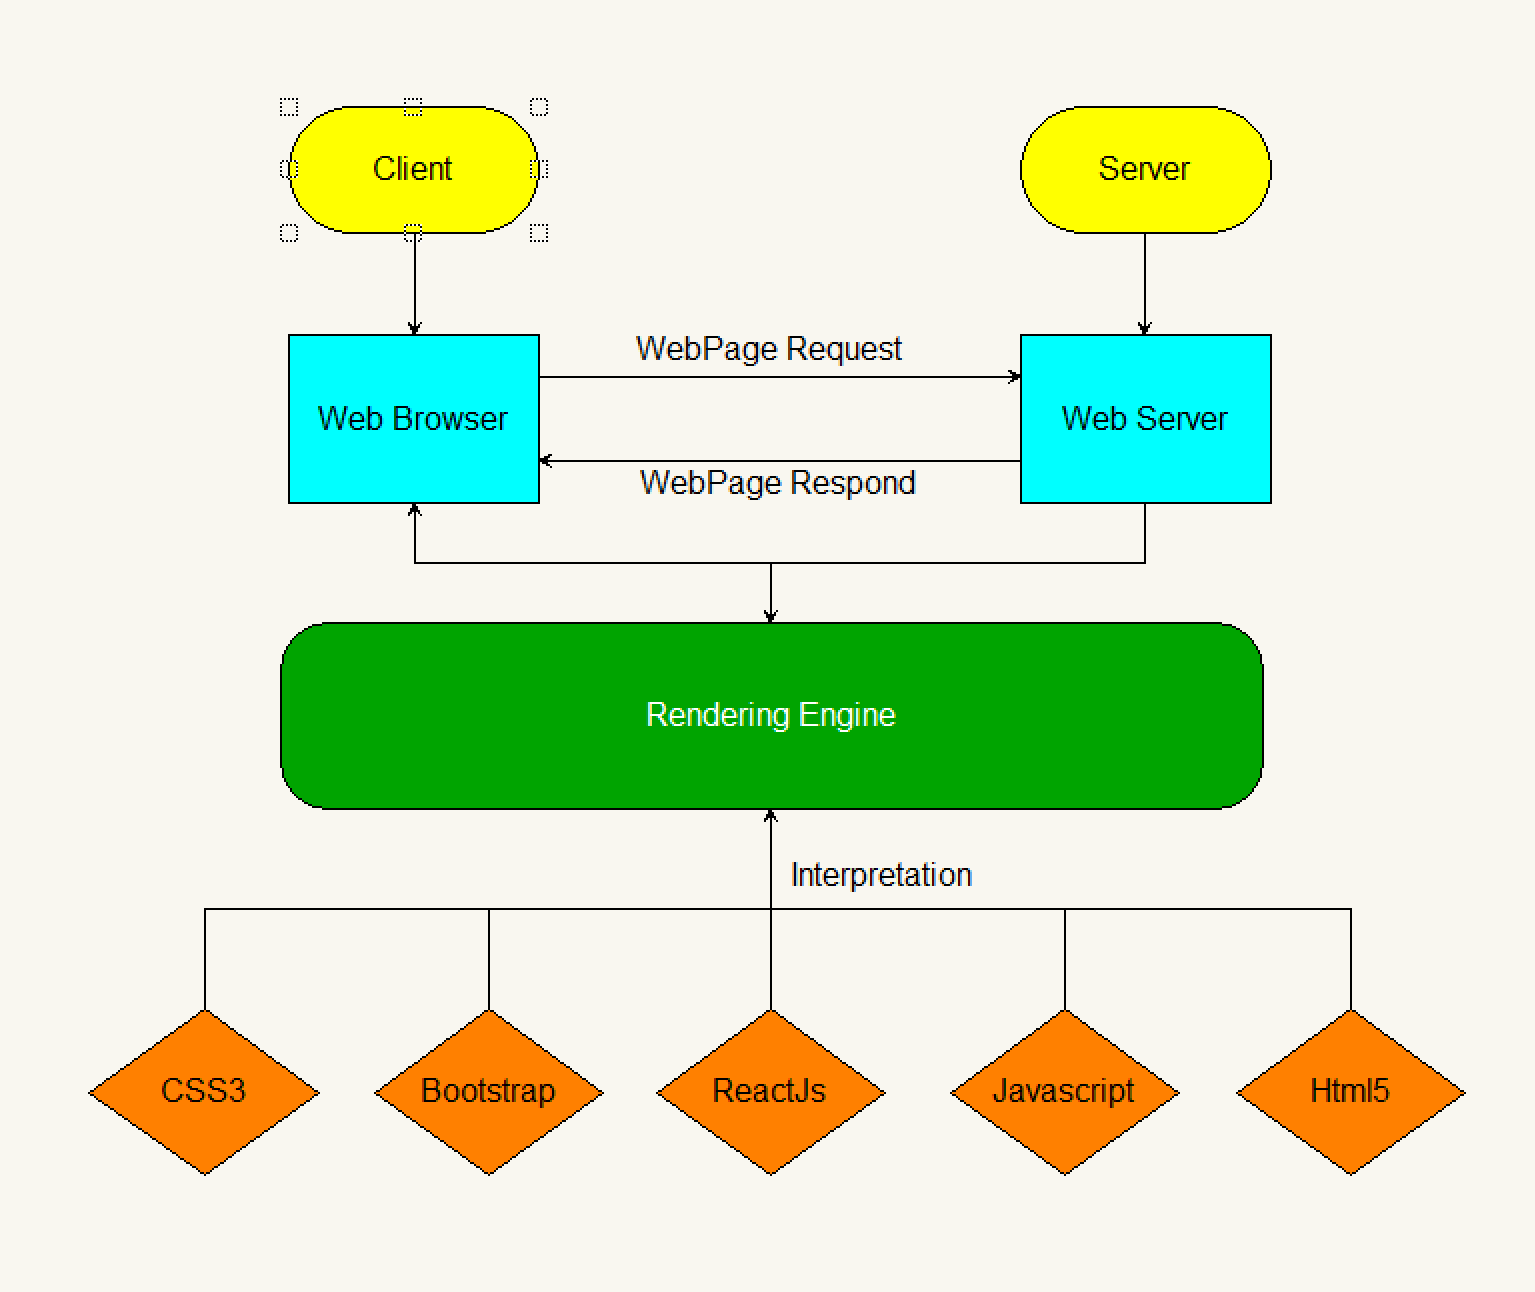 Client
Server
WebPage Request
Web Browser
Web Server
WebPage Respond
Rendering Engine
Interpretation
CSS3
Bootstrap
ReactJs
Javascript
Html5